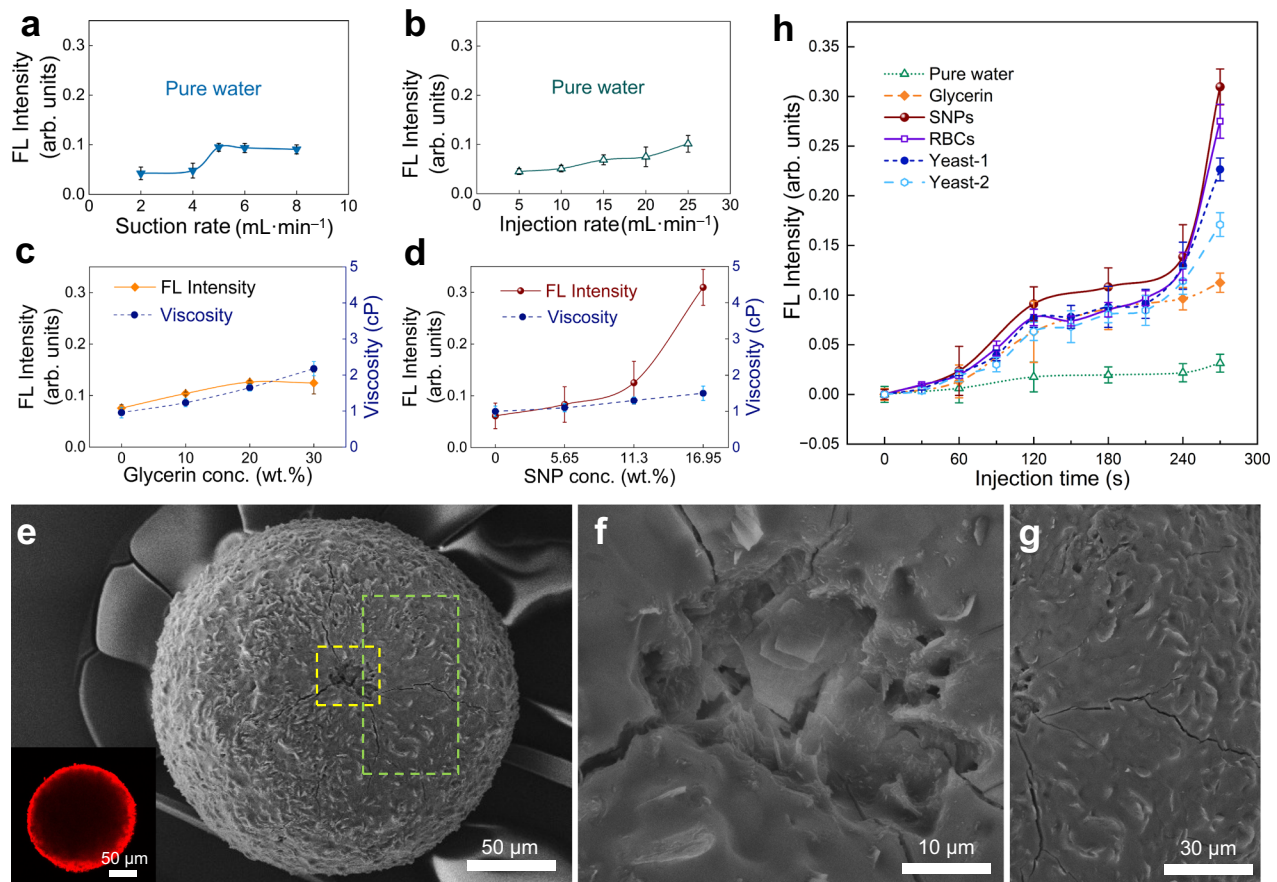 a
FL Intensity
(arb. units)
0.3
0.2
0.1
0.0
Pure water
0
2
4
6
8
10
Suction rate (mL·min⁻¹)
b
FL Intensity
(arb. units)
0.3
0.2
0.1
0.0
Pure water
0
5
10
15
20
25
30
Injection rate(mL·min⁻¹)
c
FL Intensity
(arb. units)
0.3
0.2
0.1
0.0
FL Intensity
Viscosity
5
4
3
2
1
0
Viscosity (cP)
0
10
20
30
Glycerin conc. (wt.%)
d
FL Intensity
(arb. units)
0.3
0.2
0.1
0.0
FL Intensity
Viscosity
5
4
3
2
1
0
Viscosity (cP)
0
5.65
11.3
16.95
SNP conc. (wt.%)
h
FL Intensity (arb. units)
0.35
0.30
0.25
0.20
0.15
0.10
0.05
0.00
−0.05
Pure water
Glycerin
SNPs
RBCs
Yeast-1
Yeast-2
0
60
120
180
240
300
Injection time (s)
e
50 µm
50 µm
f
10 µm
g
30 µm